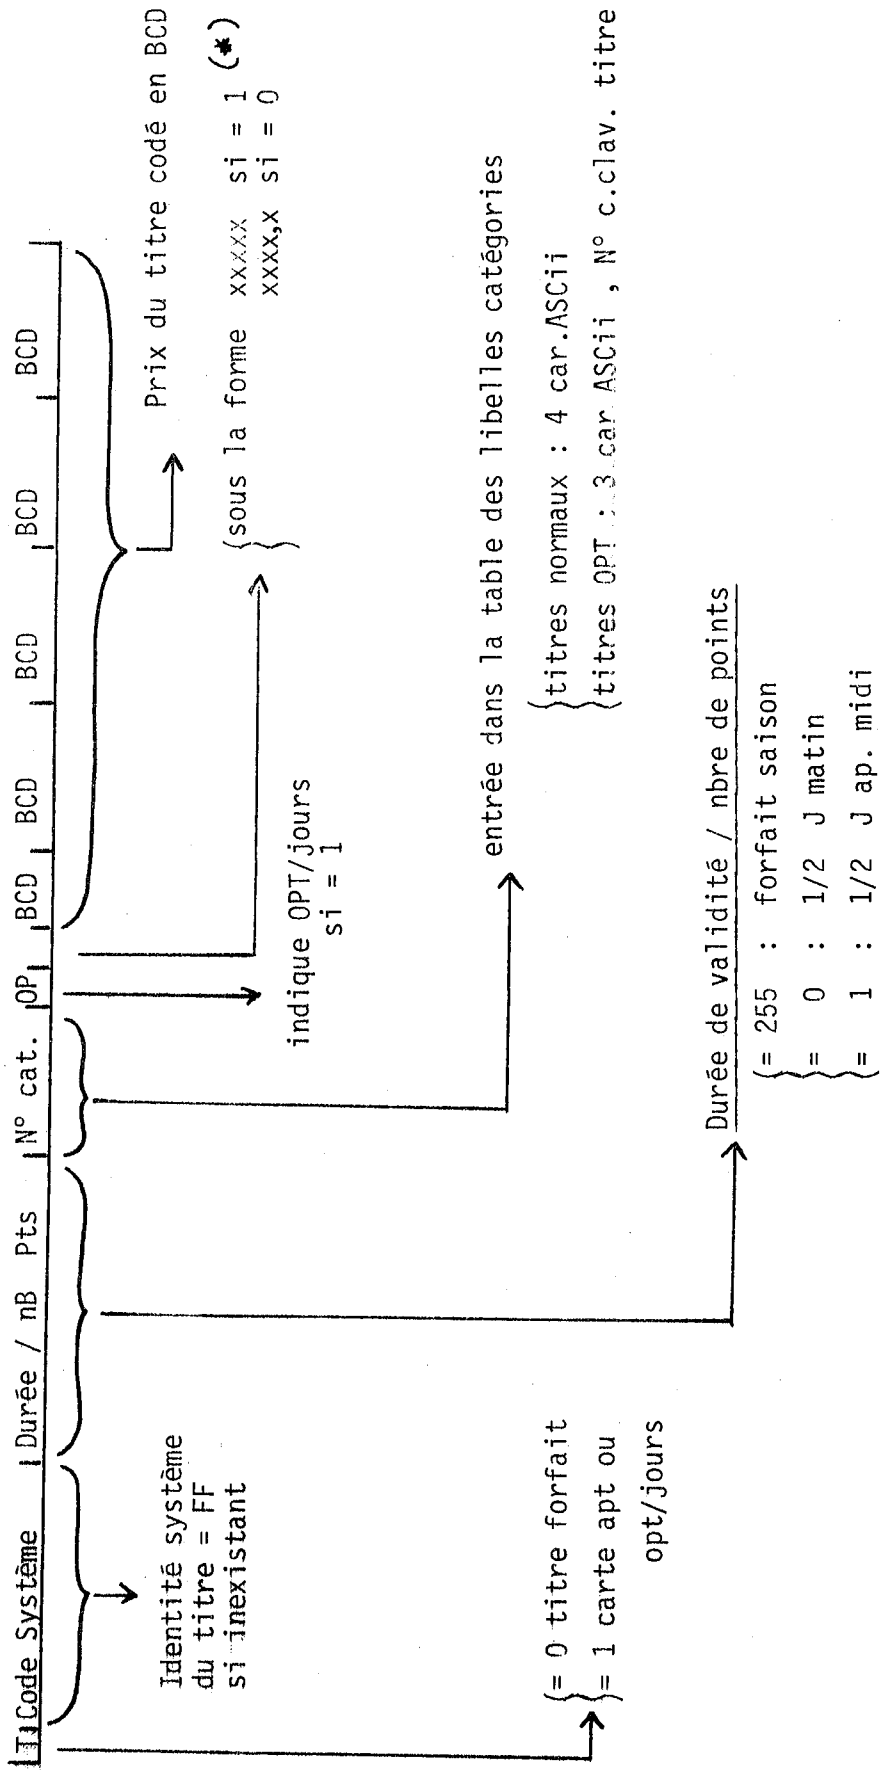 T Code Système Durée / nB Pts N° cat. OP BCD BCD BCD BCD BCD
Prix du titre codé en BCD
(sous la forme xxxxx si = 1 (*)
xxxx,x si = 0
indique OPT/jours
si = 1
Identité système
du titre = FF
si inexistant
entrée dans la table des libelles catégories
titres normaux : 4 car.ASCii
titres OPT : 3 car ASCii , N° c.clav. titre
= 0 titre forfait
= 1 carte apt ou
opt/jours
Durée de validité / nbre de points
= 255 : forfait saison
= 0 : 1/2 J matin
= 1 : 1/2 J ap. midi